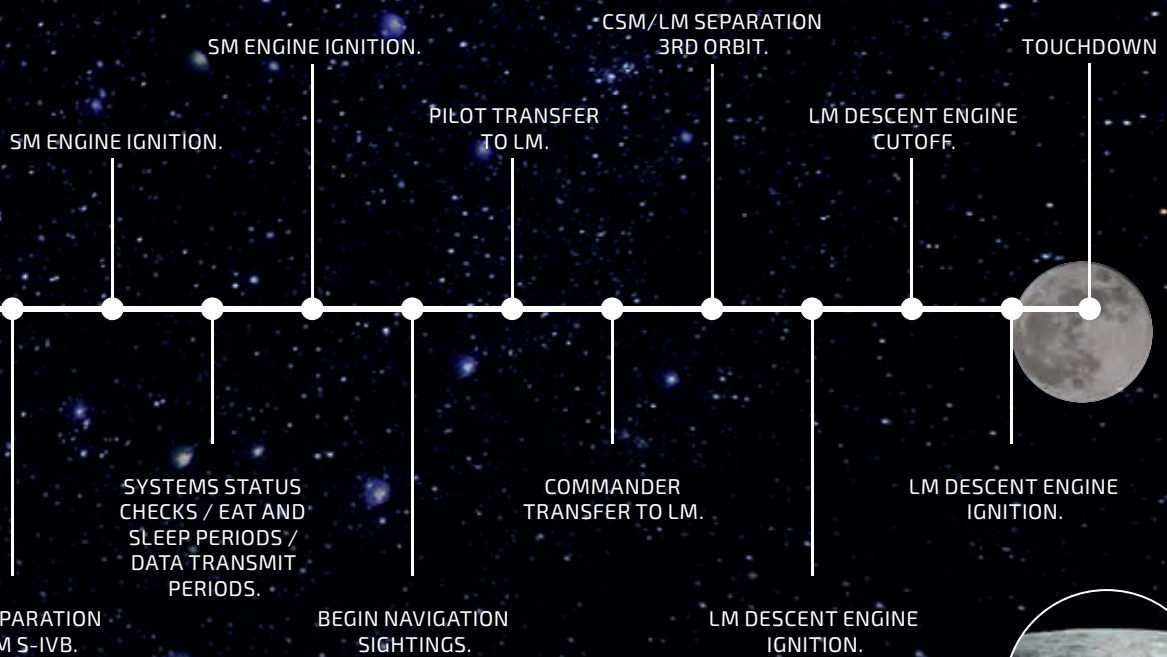 CSM/LM SEPARATION
3RD ORBIT.
SM ENGINE IGNITION.
TOUCHDOWN
PILOT TRANSFER
TO LM.
LM DESCENT ENGINE
CUTOFF.
SM ENGINE IGNITION.
SYSTEMS STATUS
CHECKS / EAT AND
SLEEP PERIODS /
DATA TRANSMIT
PERIODS.
COMMANDER
TRANSFER TO LM.
LM DESCENT ENGINE
IGNITION.
PARATION
M S-IVB.
BEGIN NAVIGATION
SIGHTINGS.
LM DESCENT ENGINE
IGNITION.